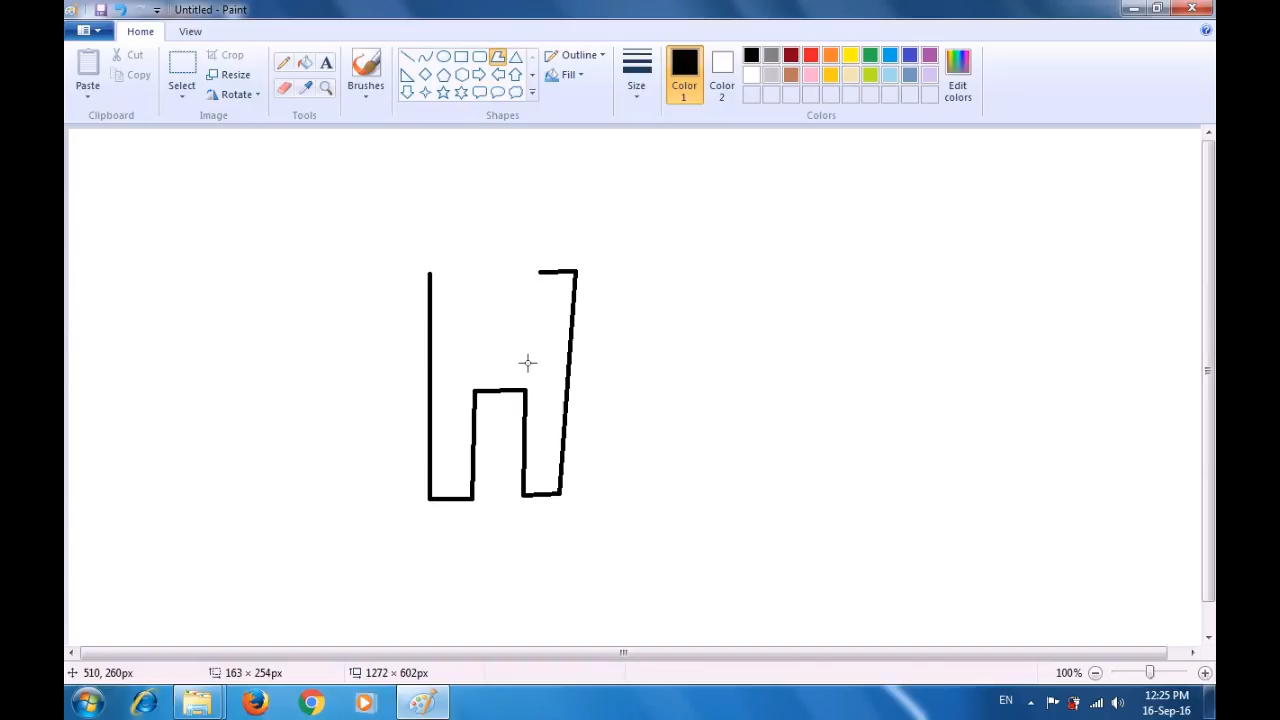 Untitled - Paint
Home View
Paste
Cut
Copy
Clipboard
Select
Crop
Resize
Rotate
Image
Tools
Brushes
Outline
Fill
Shapes
Size
Color 1
Color 2
Edit colors
Colors
510, 260px 163 × 254px 1272 × 602px 100%
EN 12:25 PM
16-Sep-16